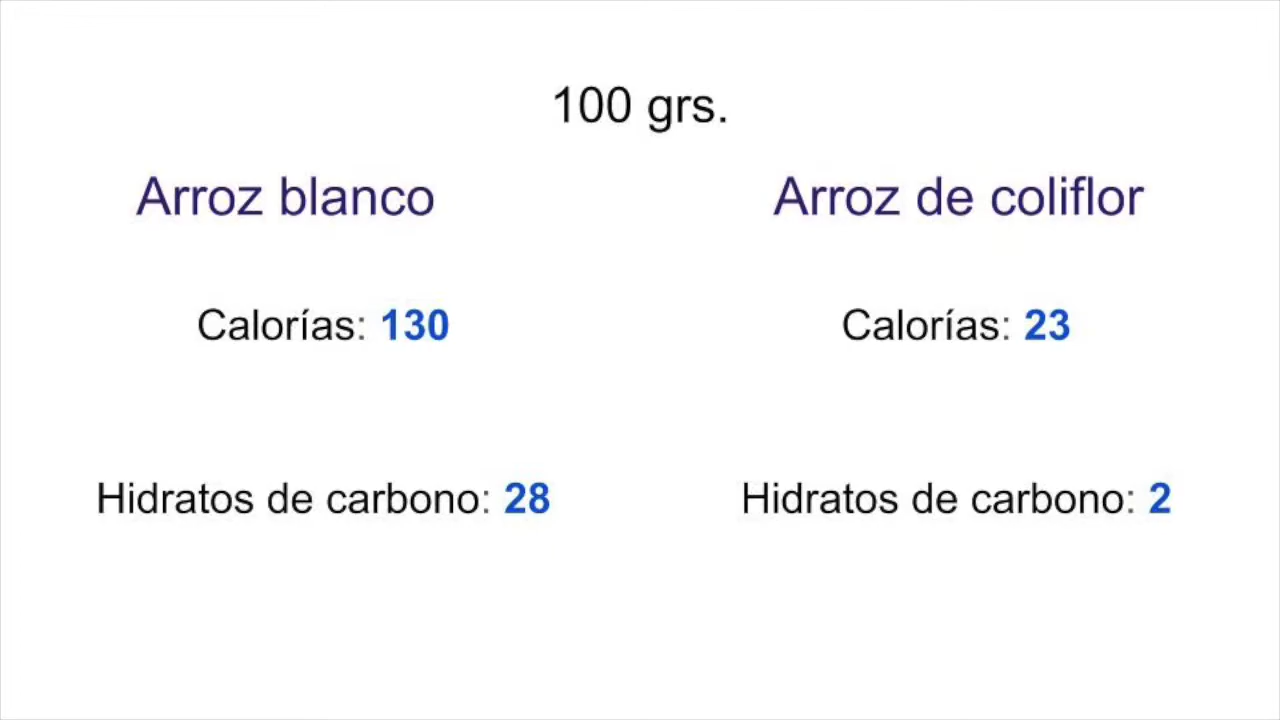 100 grs.
Arroz blanco
Arroz de coliflor
Calorías: 130
Calorías: 23
Hidratos de carbono: 28
Hidratos de carbono: 2